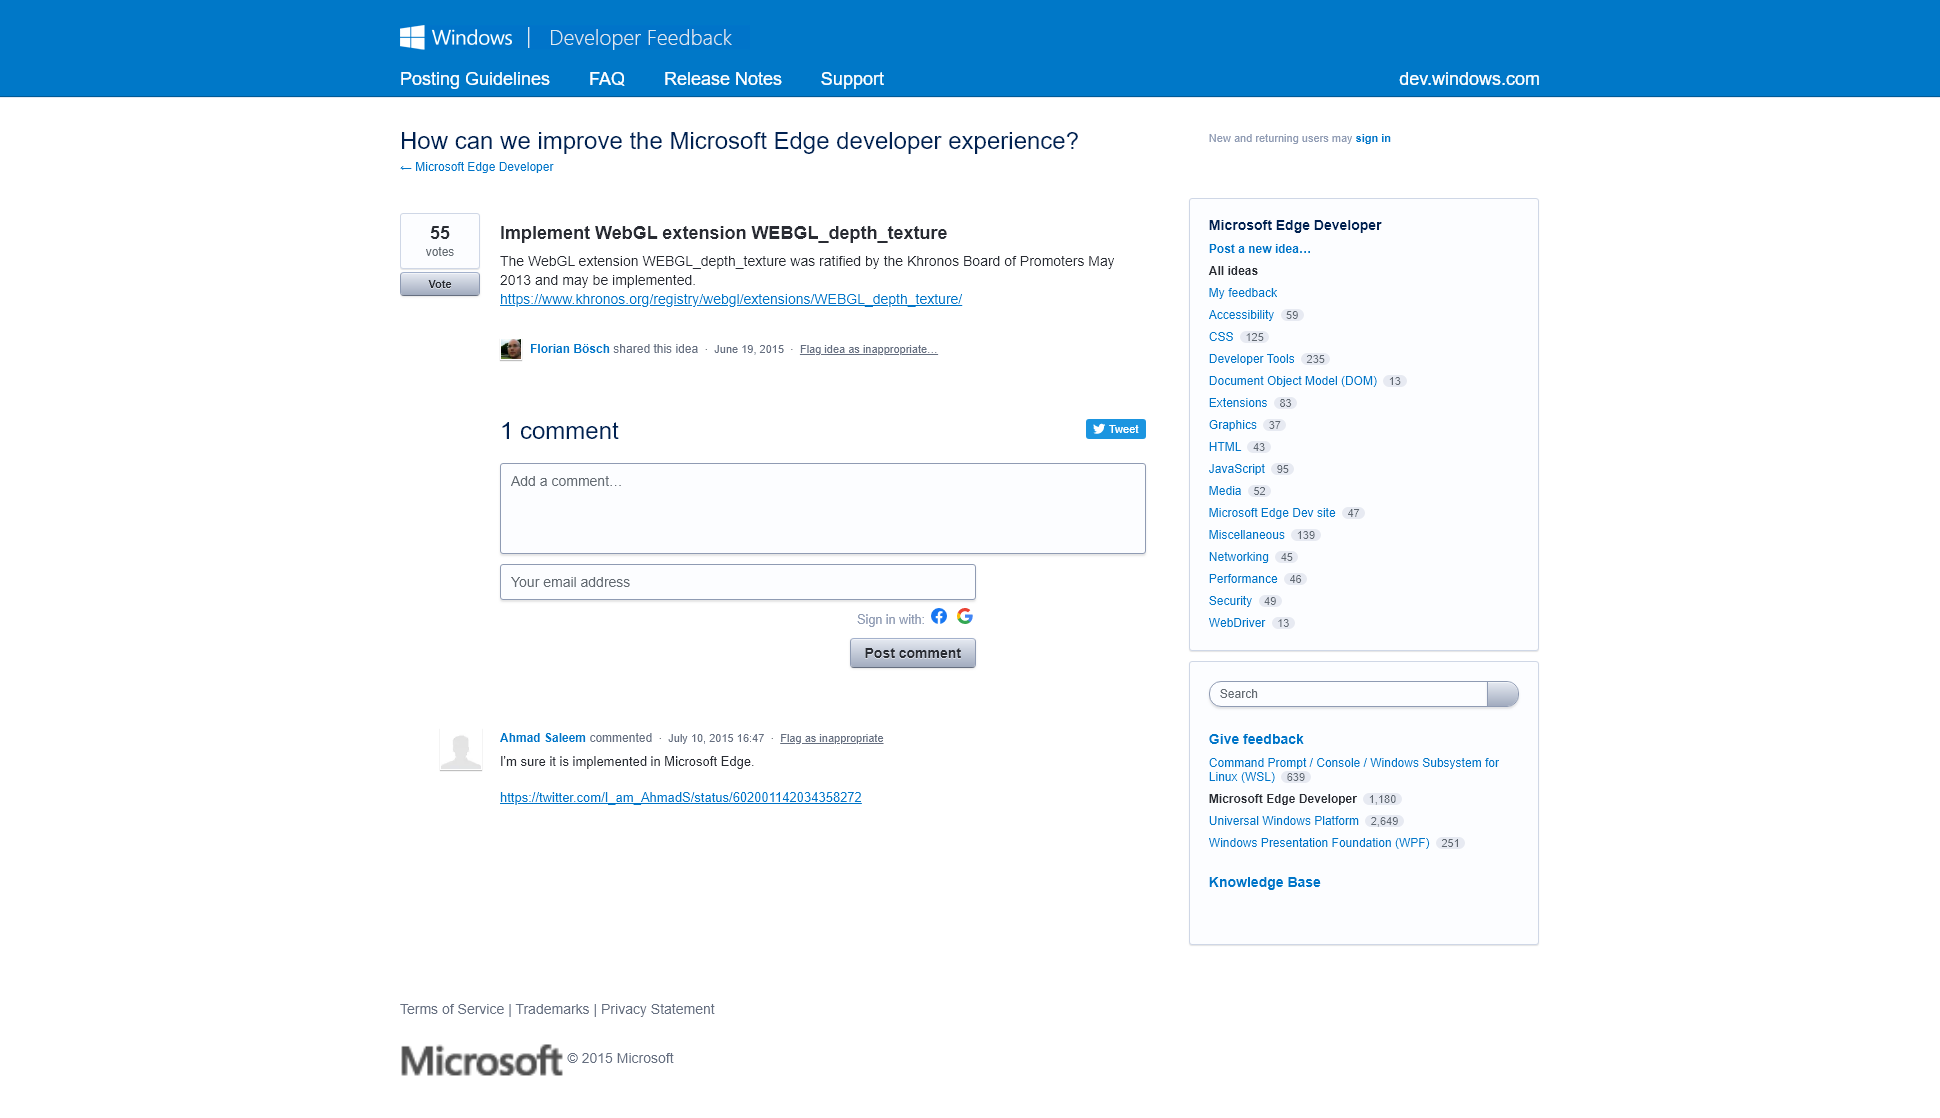 Windows | Developer Feedback
Posting Guidelines FAQ Release Notes Support dev.windows.com
How can we improve the Microsoft Edge developer experience?
← Microsoft Edge Developer
New and returning users may sign in
55
votes
Vote
Implement WebGL extension WEBGL_depth_texture
The WebGL extension WEBGL_depth_texture was ratified by the Khronos Board of Promoters May
2013 and may be implemented.
https://www.khronos.org/registry/webgl/extensions/WEBGL_depth_texture/
Florian Bösch shared this idea · June 19, 2015 · Flag idea as inappropriate…
1 comment
Tweet
Add a comment…
Your email address
Sign in with:
Post comment
Ahmad Saleem commented · July 10, 2015 16:47 · Flag as inappropriate
I'm sure it is implemented in Microsoft Edge.
https://twitter.com/I_am_AhmadS/status/602001142034358272
Microsoft Edge Developer
Post a new idea…
All ideas
My feedback
Accessibility 59
CSS 125
Developer Tools 235
Document Object Model (DOM) 13
Extensions 83
Graphics 37
HTML 43
JavaScript 95
Media 52
Microsoft Edge Dev site 47
Miscellaneous 139
Networking 45
Performance 46
Security 49
WebDriver 13
Search
Give feedback
Command Prompt / Console / Windows Subsystem for
Linux (WSL) 639
Microsoft Edge Developer 1,180
Universal Windows Platform 2,649
Windows Presentation Foundation (WPF) 251
Knowledge Base
Terms of Service | Trademarks | Privacy Statement
Microsoft © 2015 Microsoft